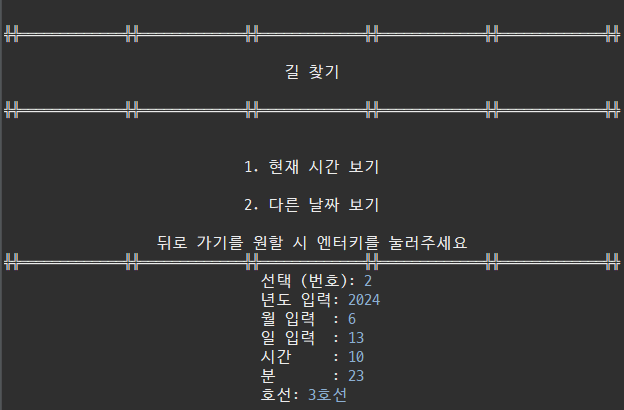 길 찾기
1. 현재 시간 보기
2. 다른 날짜 보기
뒤로 가기를 원할 시 엔터키를 눌러주세요
선택 (번호): 2
년도 입력: 2024
월 입력 : 6
일 입력 : 13
시간 : 10
분 : 23
호선: 3호선